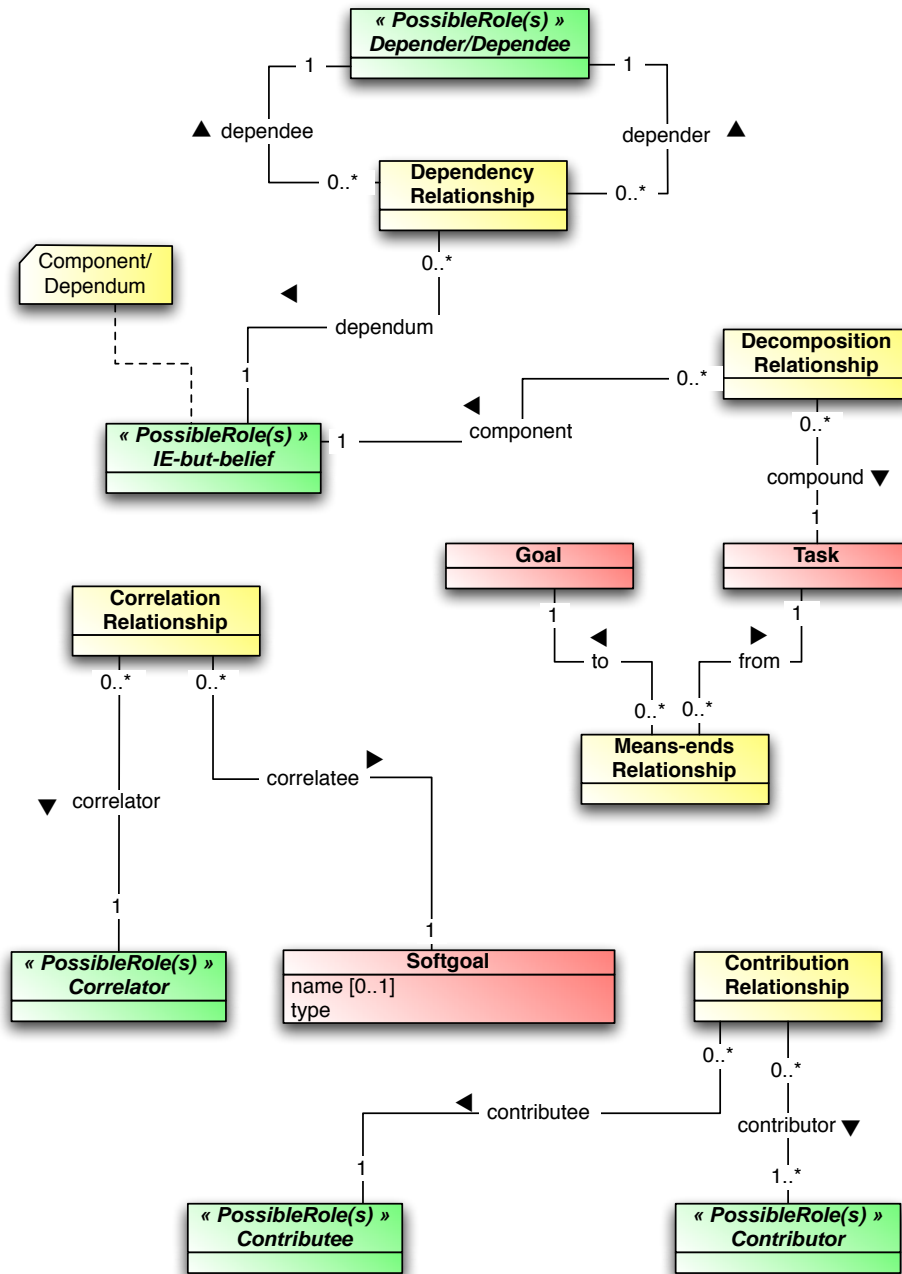 « PossibleRole(s) »
Depender/Dependee
1
1
▲ dependee
depender ▲
0..*
Dependency
Relationship
0..*
0..*
Component/
Dependum
◀
dependum
1
Decomposition
Relationship
0..*
◀
component
« PossibleRole(s) »
IE-but-belief
1
0..*
compound ▼
1
Goal
Task
1
1
◀
to
▶
from
0..*
0..*
Means-ends
Relationship
Correlation
Relationship
0..*
0..*
correlatee ▶
▼ correlator
1
1
« PossibleRole(s) »
Correlator
Softgoal
name [0..1]
type
Contribution
Relationship
0..*
0..*
◀
contributee
contributor ▼
1
1..*
« PossibleRole(s) »
Contributee
« PossibleRole(s) »
Contributor